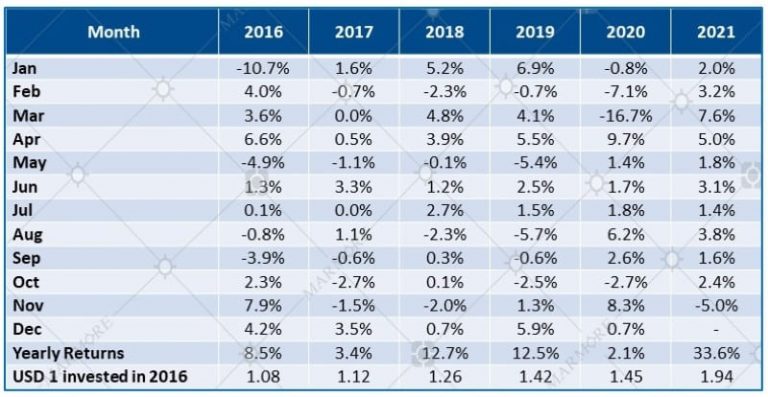 Month 2016 2017 2018 2019 2020 2021
Jan -10.7% 1.6% 5.2% 6.9% -0.8% 2.0%
Feb 4.0% -0.7% -2.3% -0.7% -7.1% 3.2%
Mar 3.6% 0.0% 4.8% 4.1% -16.7% 7.6%
Apr 6.6% 0.5% 3.9% 5.5% 9.7% 5.0%
May -4.9% -1.1% -0.1% -5.4% 1.4% 1.8%
Jun 1.3% 3.3% 1.2% 2.5% 1.7% 3.1%
Jul 0.1% 0.0% 2.7% 1.5% 1.8% 1.4%
Aug -0.8% 1.1% -2.3% -5.7% 6.2% 3.8%
Sep -3.9% -0.6% 0.3% -0.6% 2.6% 1.6%
Oct 2.3% -2.7% 0.1% -2.5% -2.7% 2.4%
Nov 7.9% -1.5% -2.0% 1.3% 8.3% -5.0%
Dec 4.2% 3.5% 0.7% 5.9% 0.7% -
Yearly Returns 8.5% 3.4% 12.7% 12.5% 2.1% 33.6%
USD 1 invested in 2016 1.08 1.12 1.26 1.42 1.45 1.94
MARMORE